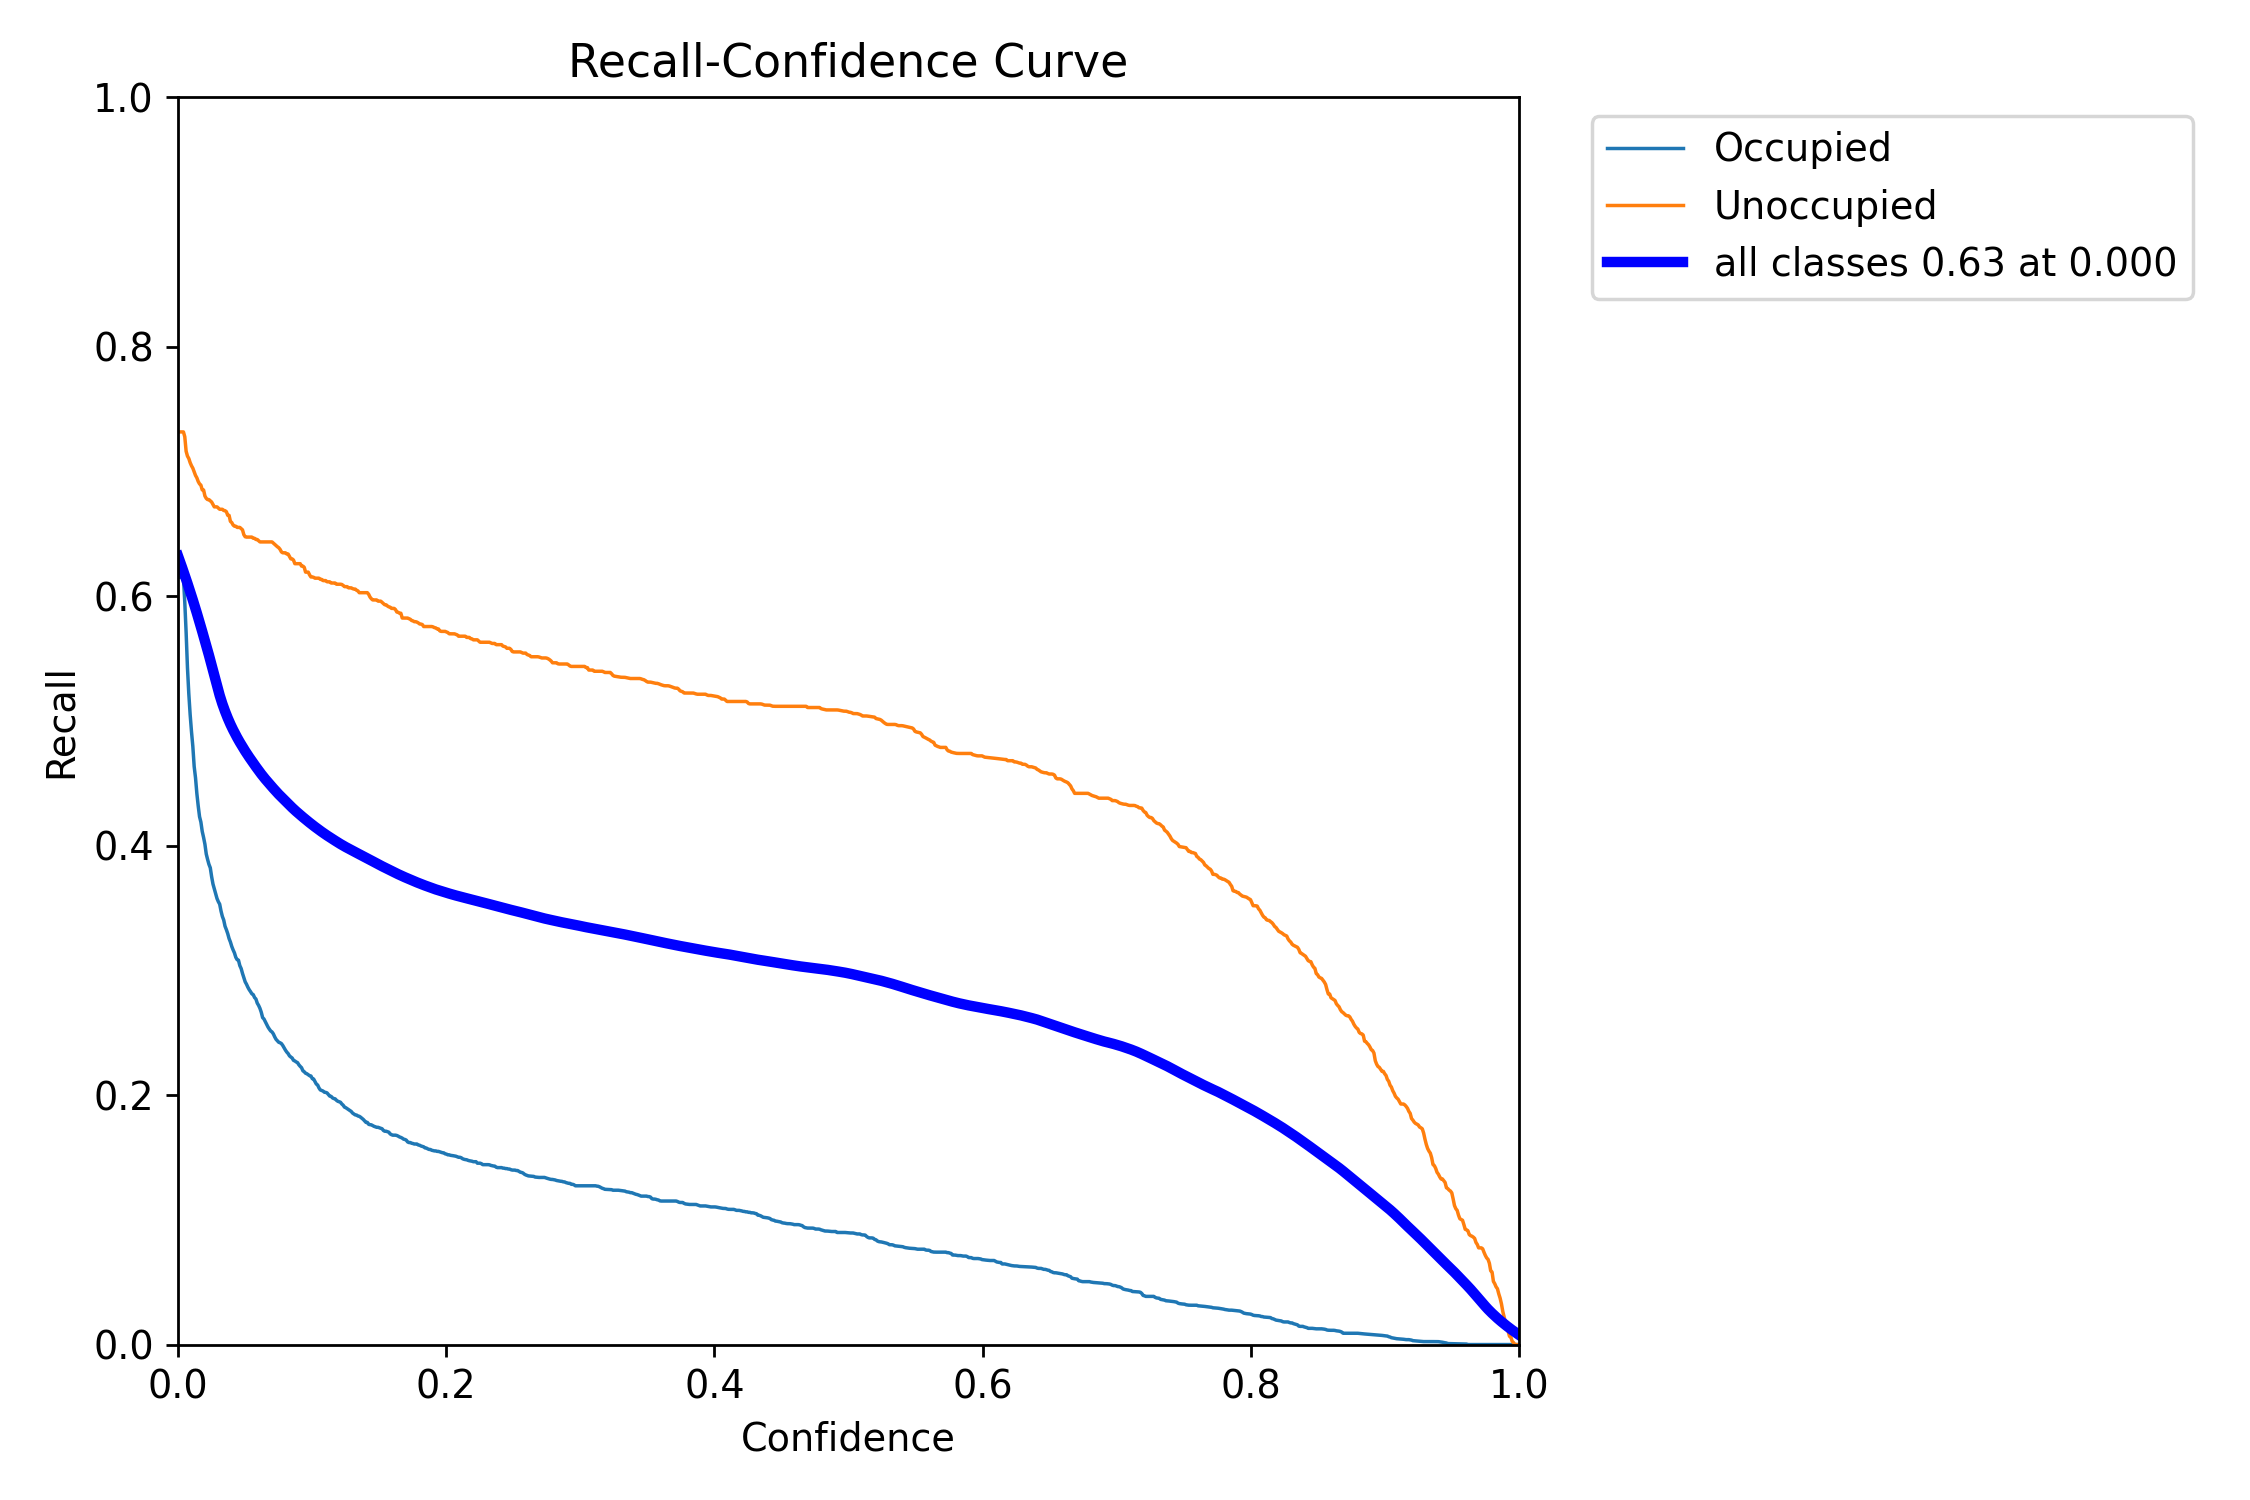 Recall-Confidence Curve
Occupied
Unoccupied
all classes 0.63 at 0.000
Recall
1.0
0.8
0.6
0.4
0.2
0.0
0.0 0.2 0.4 0.6 0.8 1.0
Confidence